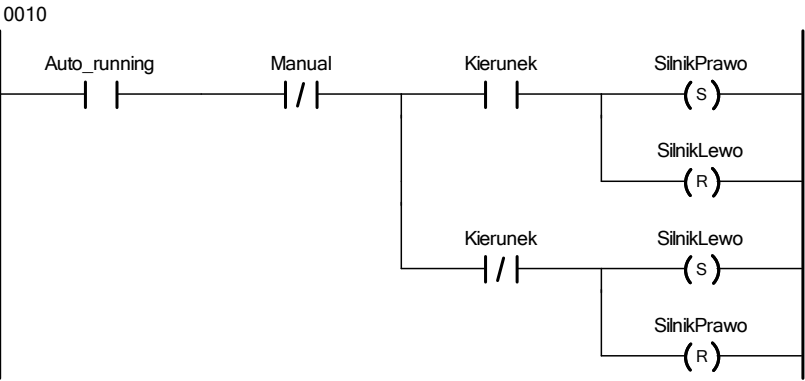 0010
Auto_running Manual Kierunek SilnikPrawo
S
SilnikLewo
R
Kierunek SilnikLewo
S
SilnikPrawo
R